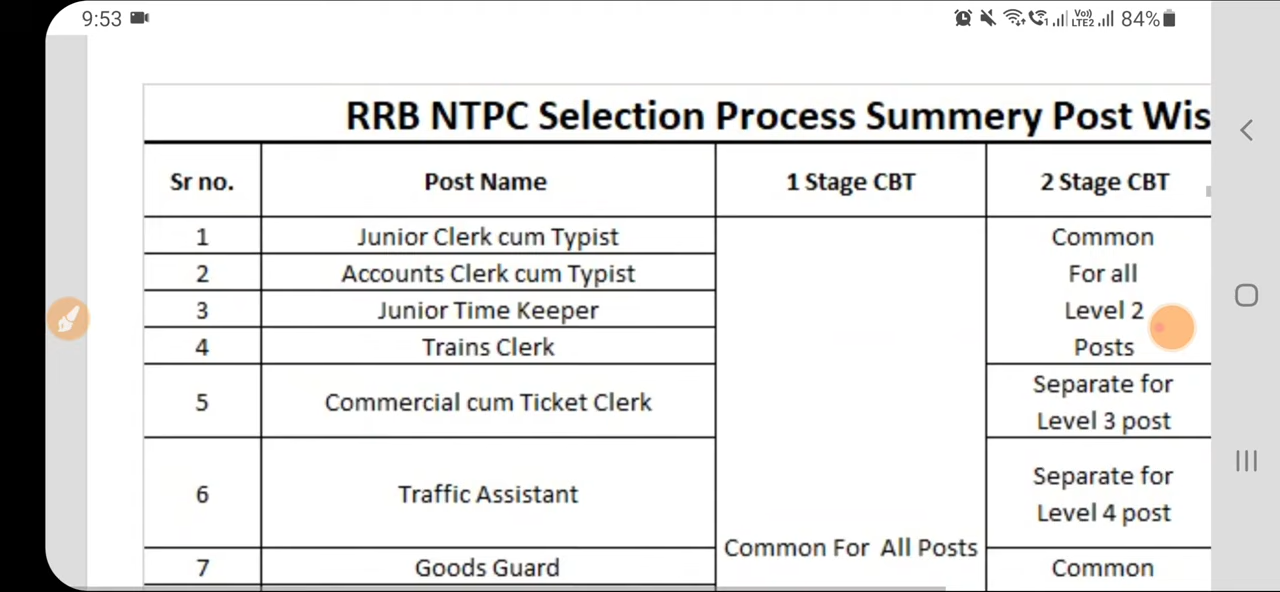 9:53
Vo)) LTE2 84%
RRB NTPC Selection Process Summery Post Wis
Sr no. Post Name 1 Stage CBT 2 Stage CBT
1 Junior Clerk cum Typist Common
2 Accounts Clerk cum Typist For all
3 Junior Time Keeper Level 2
4 Trains Clerk Posts
5 Commercial cum Ticket Clerk Separate for
Level 3 post
6 Traffic Assistant Separate for
Level 4 post
Common For All Posts
7 Goods Guard Common